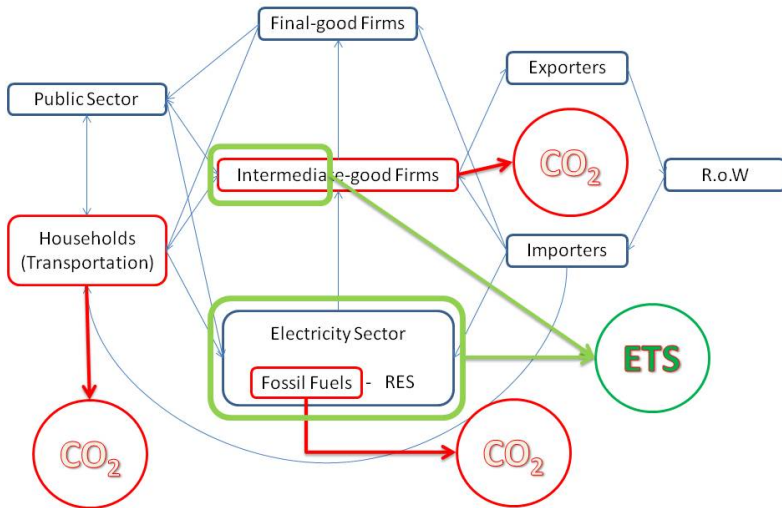 Final-good Firms
Exporters
Public Sector
CO2
Intermediate-good Firms
R.o.W
Households
(Transportation)
Importers
Electricity Sector
ETS
Fossil Fuels - RES
CO2
CO2